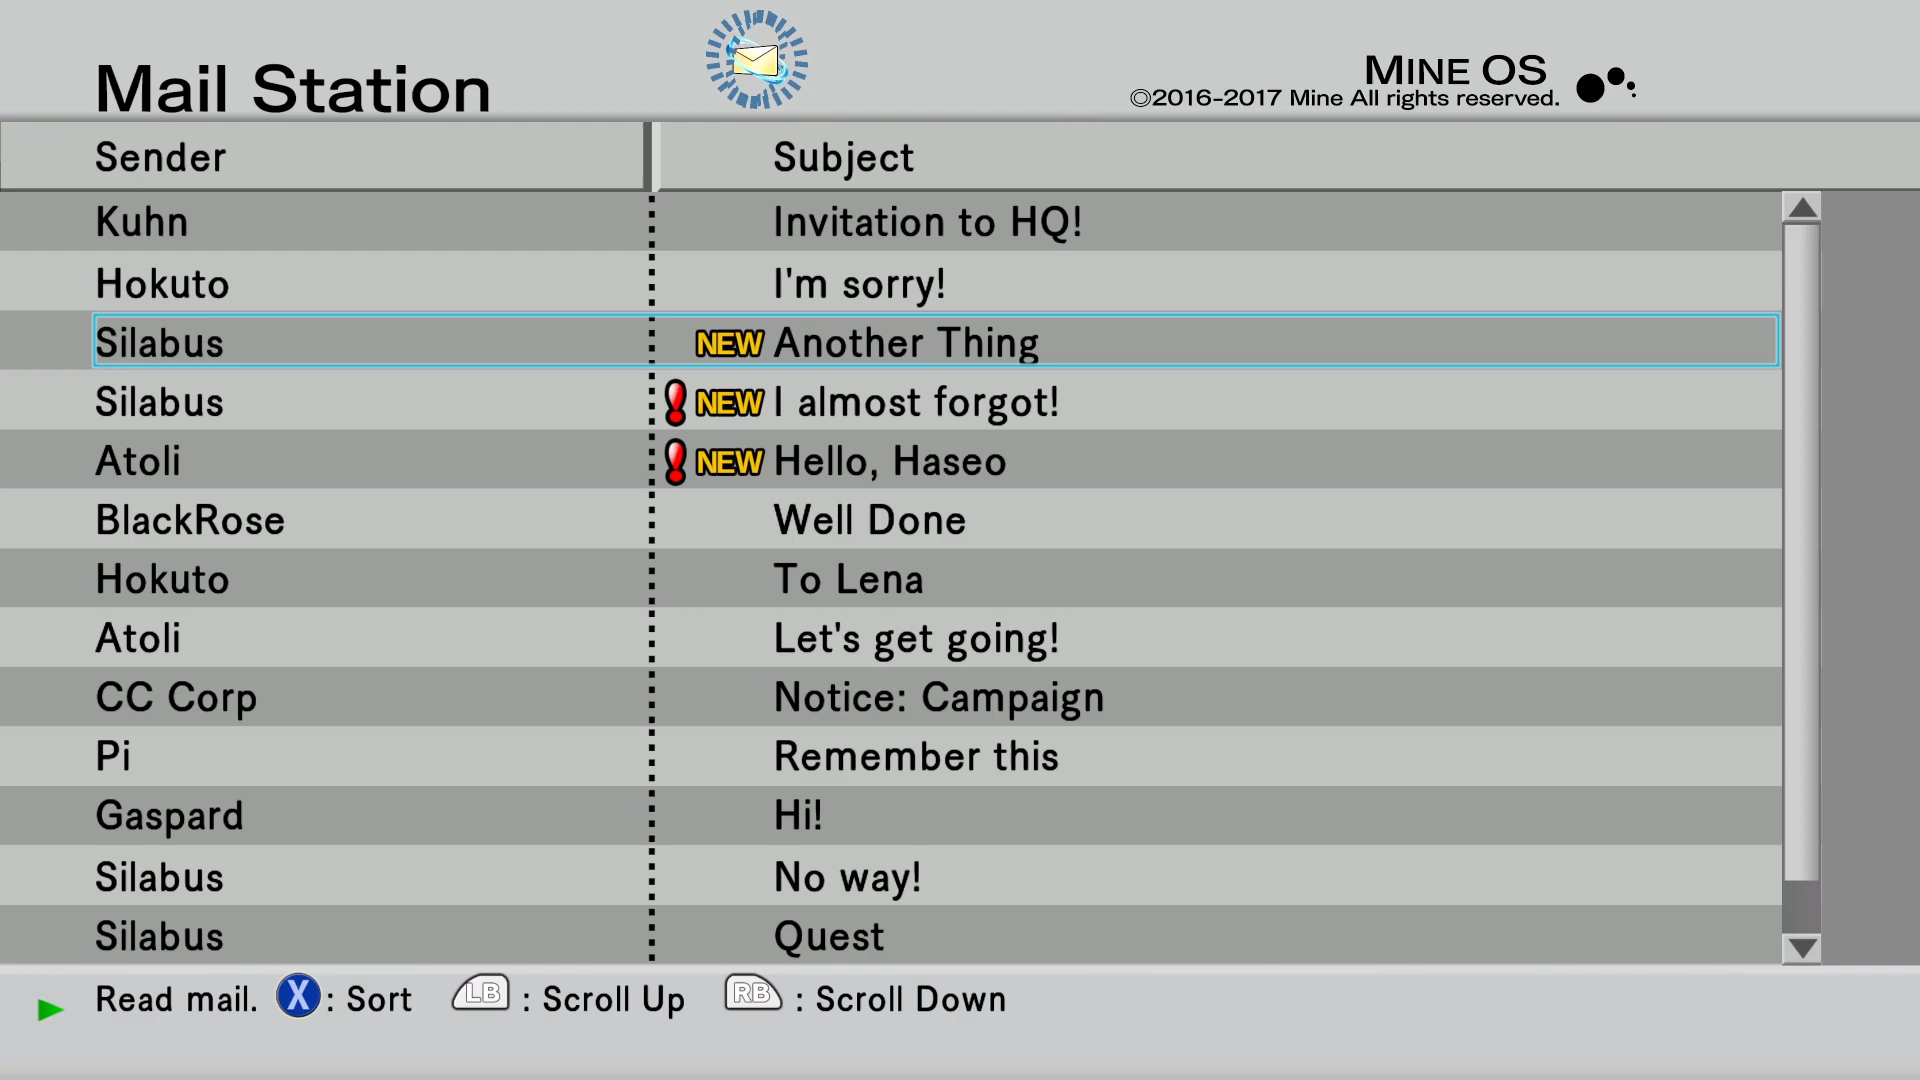 Mail Station
MINE OS
©2016-2017 Mine All rights reserved.
Sender Subject
Kuhn Invitation to HQ!
Hokuto I'm sorry!
Silabus NEW Another Thing
Silabus NEW I almost forgot!
Atoli NEW Hello, Haseo
BlackRose Well Done
Hokuto To Lena
Atoli Let's get going!
CC Corp Notice: Campaign
Pi Remember this
Gaspard Hi!
Silabus No way!
Silabus Quest
Read mail. X : Sort LB : Scroll Up RB : Scroll Down